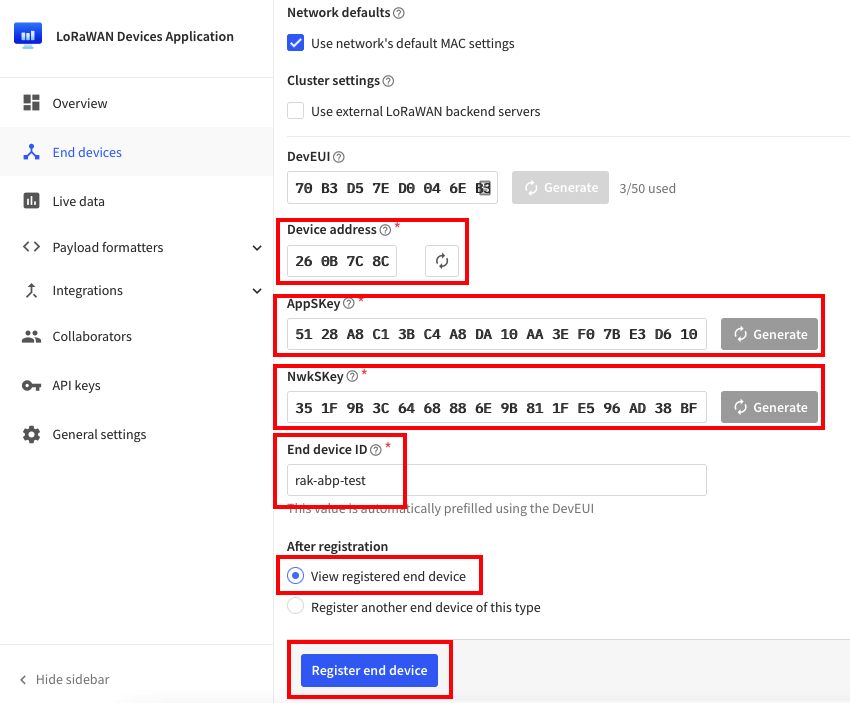 LoRaWAN Devices Application
Overview
End devices
Live data
Payload formatters
Integrations
Collaborators
API keys
General settings
Hide sidebar
Network defaults
Use network's default MAC settings
Cluster settings
Use external LoRaWAN backend servers
DevEUI
70 B3 D5 7E D0 04 6E B3 Generate 3/50 used
Device address *
26 0B 7C 8C
AppSKey *
51 28 A8 C1 3B C4 A8 DA 10 AA 3E F0 7B E3 D6 10 Generate
NwkSKey *
35 1F 9B 3C 64 68 88 6E 9B 81 1F E5 96 AD 38 BF Generate
End device ID *
rak-abp-test
This value is automatically prefilled using the DevEUI
After registration
View registered end device
Register another end device of this type
Register end device